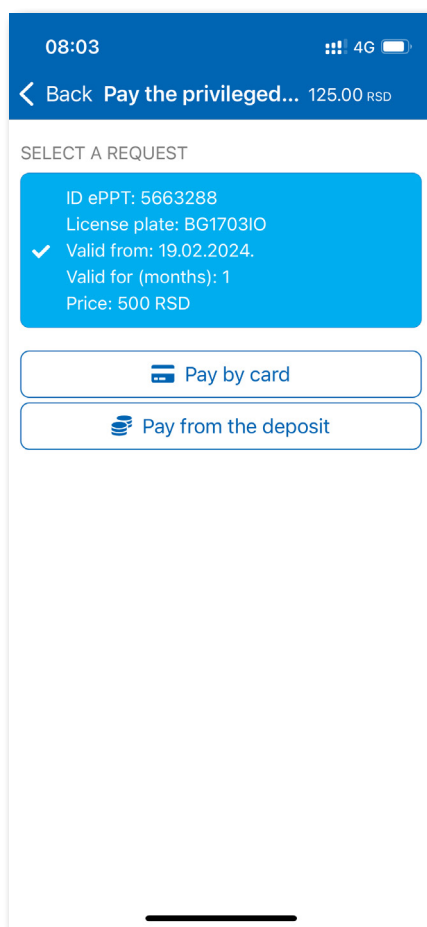 08:03 4G
Back Pay the privileged... 125.00 RSD
SELECT A REQUEST
ID ePPT: 5663288
License plate: BG1703IO
Valid from: 19.02.2024.
Valid for (months): 1
Price: 500 RSD
Pay by card
Pay from the deposit